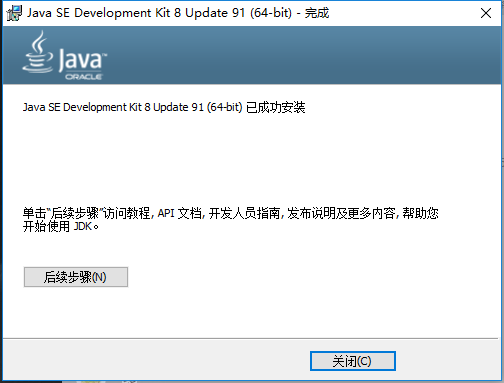 Java SE Development Kit 8 Update 91 (64-bit) - 完成
Java™
ORACLE
Java SE Development Kit 8 Update 91 (64-bit) 已成功安装
单击“后续步骤”访问教程, API 文档, 开发人员指南, 发布说明及更多内容, 帮助您
开始使用 JDK。
后续步骤(N)
关闭(C)